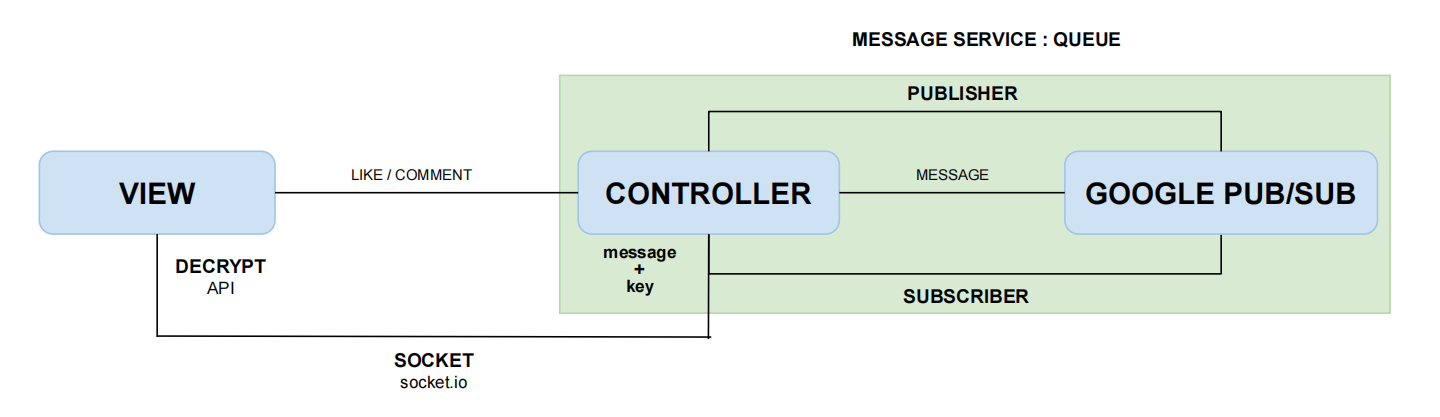 MESSAGE SERVICE : QUEUE
PUBLISHER
VIEW
LIKE / COMMENT
CONTROLLER
MESSAGE
GOOGLE PUB/SUB
DECRYPT
API
message
+
key
SUBSCRIBER
SOCKET
socket.io